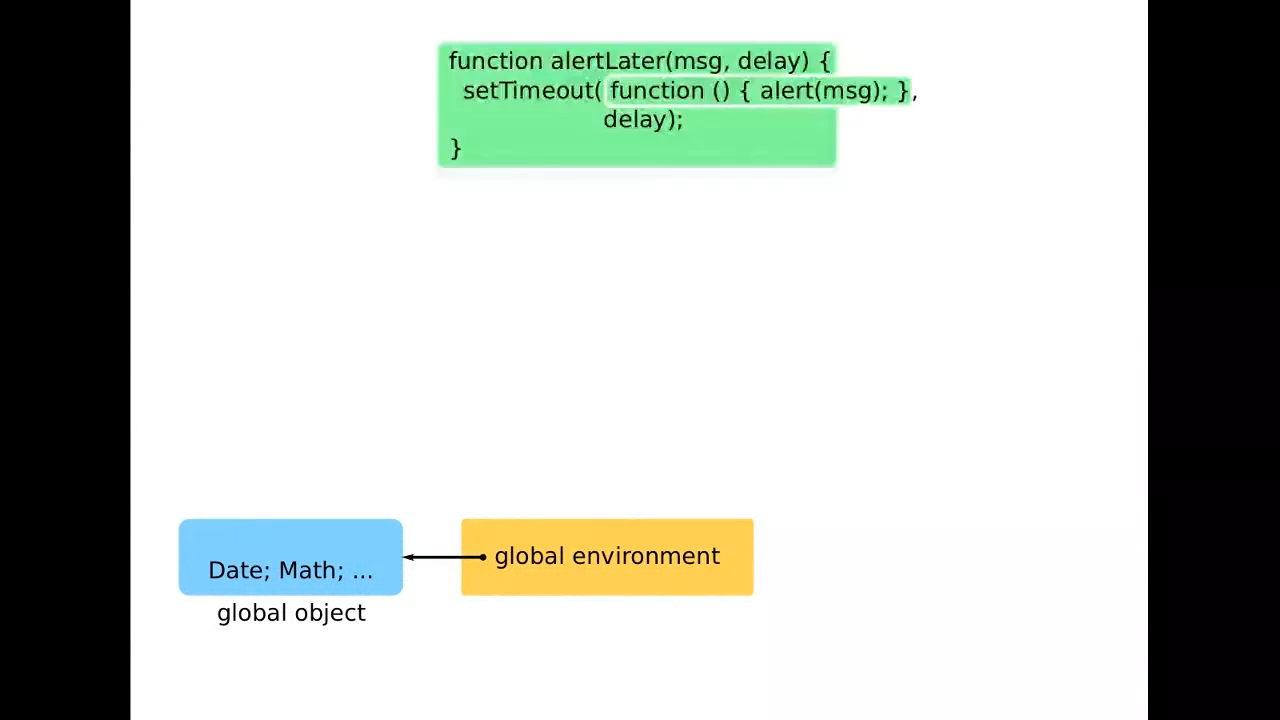 function alertLater(msg, delay) {
setTimeout( function () { alert(msg); },
delay);
}
global environment
Date; Math; ...
global object